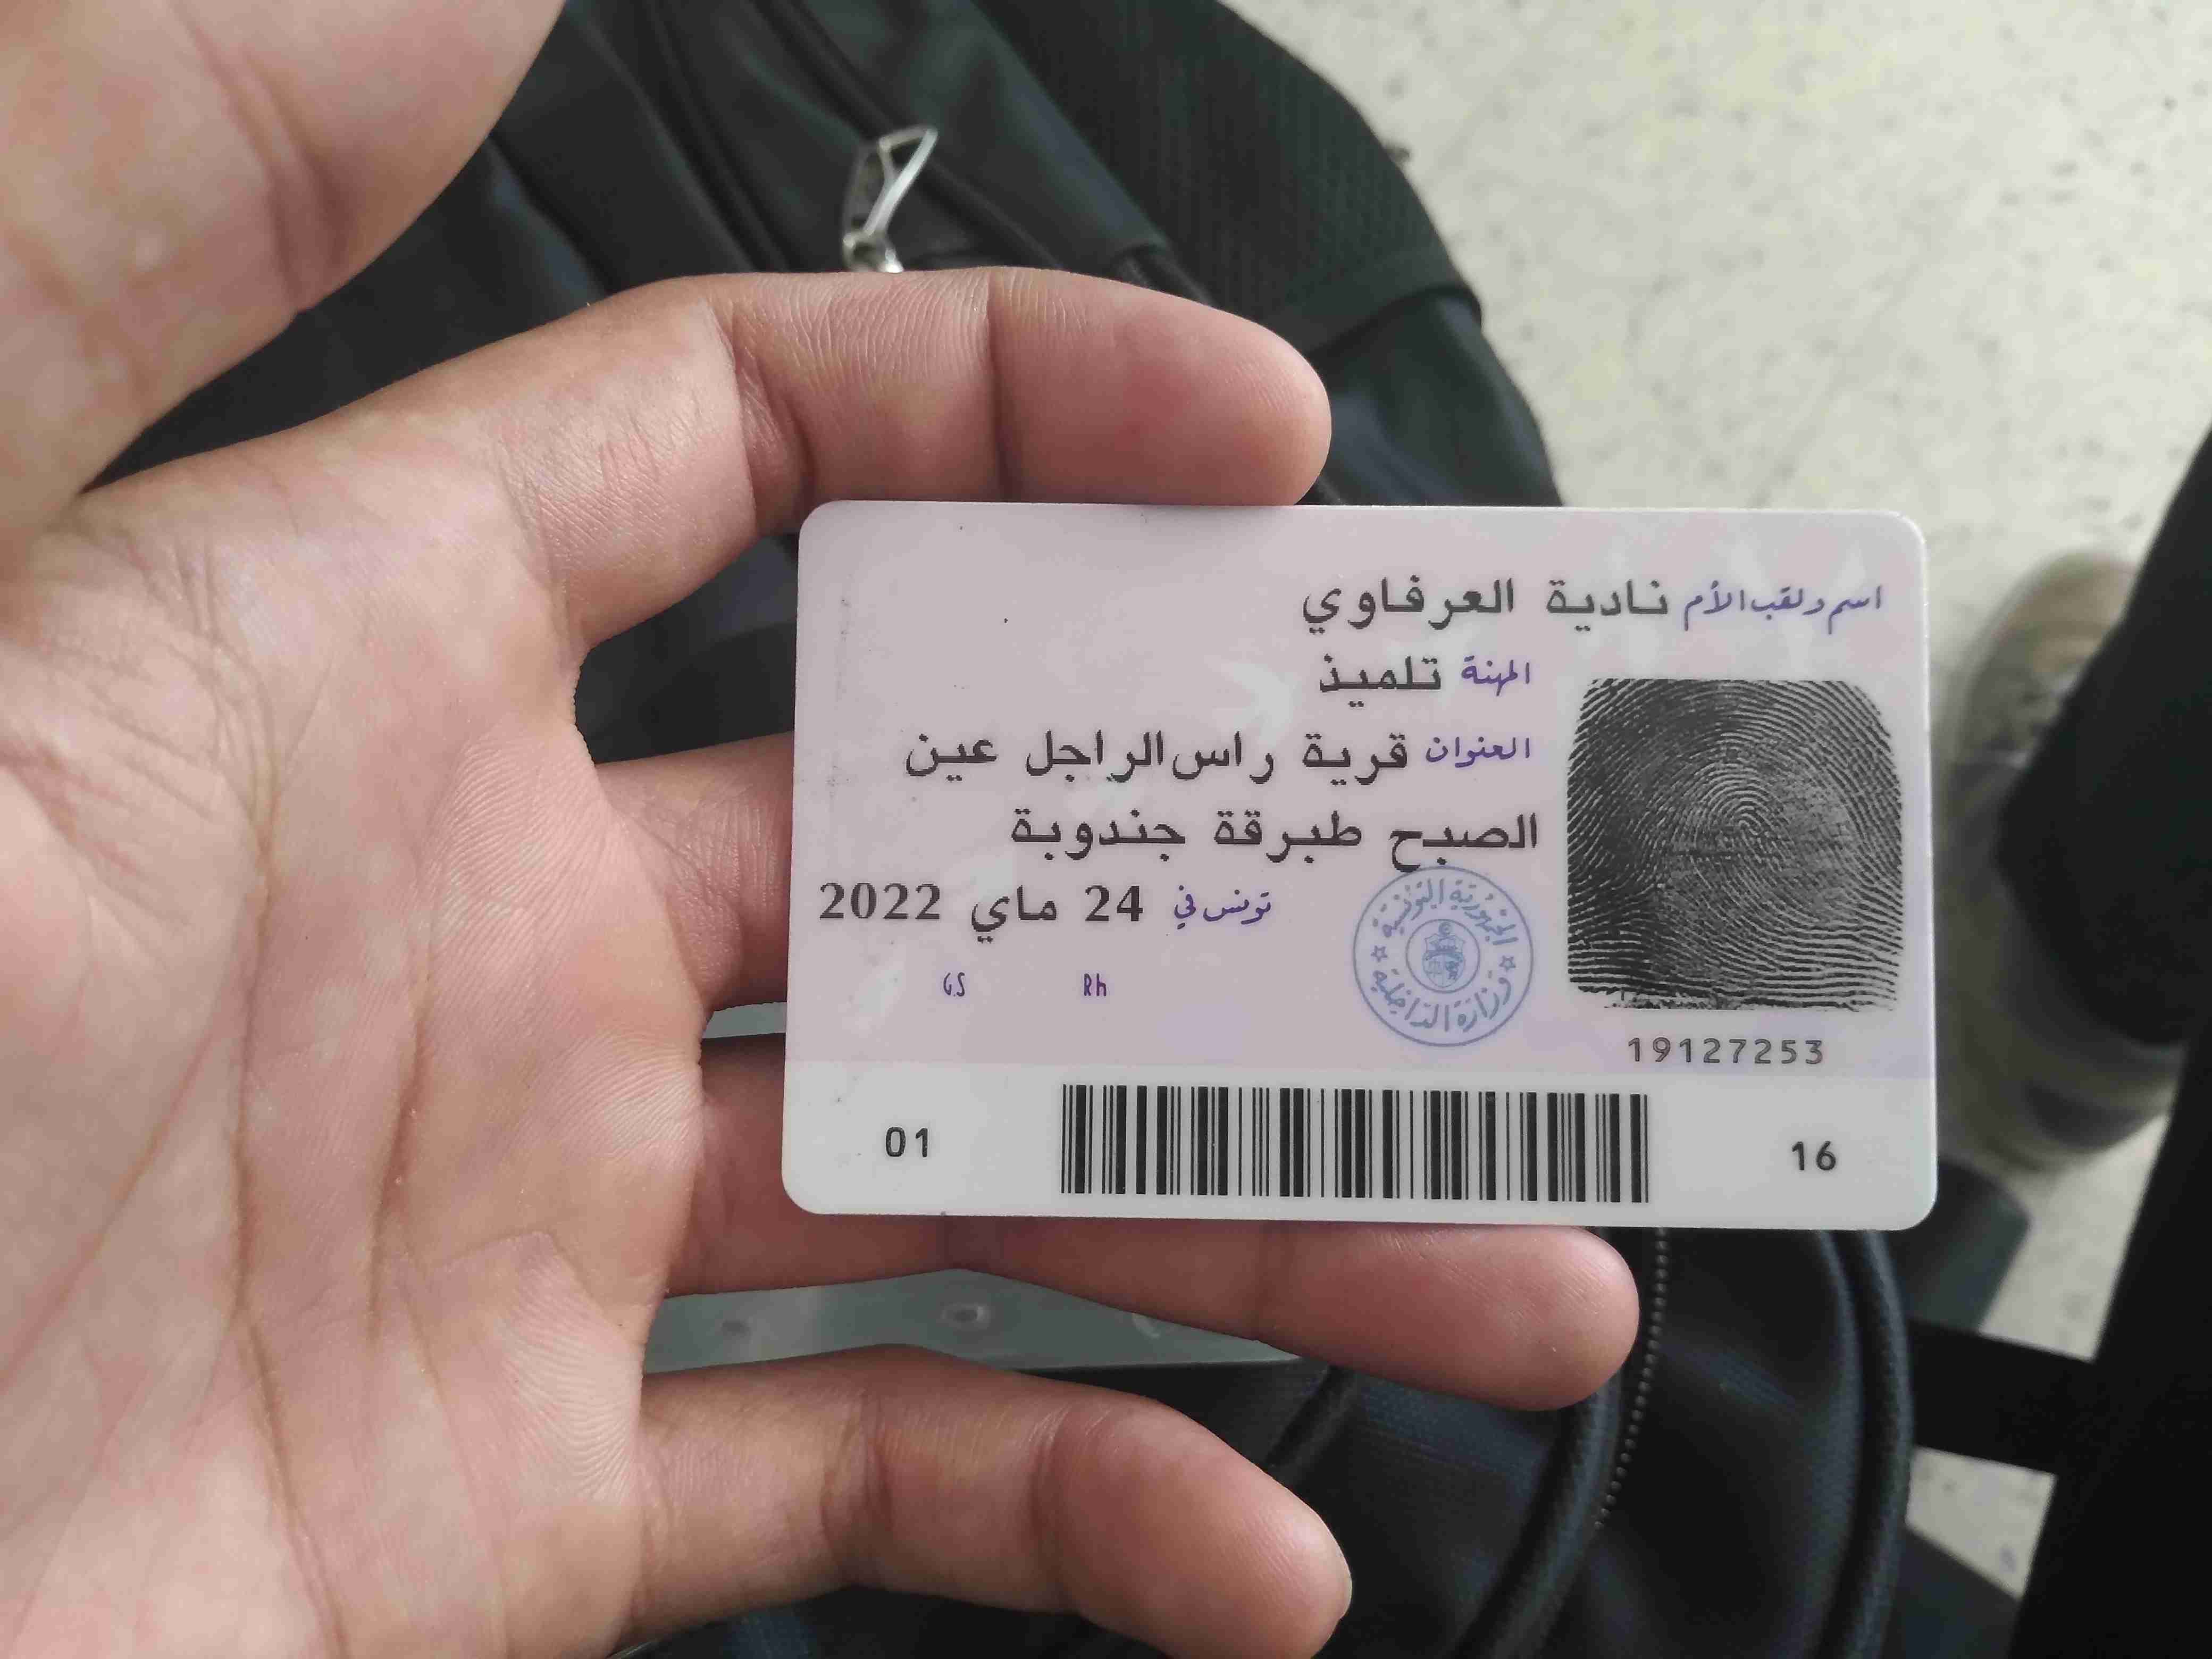 اسم ولقب الأم نادية العرفاوي
المهنة تلميذ
العنوان قرية راس الراجل عين
الصبح طبرقة جندوبة
تونس في 24 ماي 2022
الجمهورية التونسية
وزارة الداخلية
G.S Rh
19127253
01 16